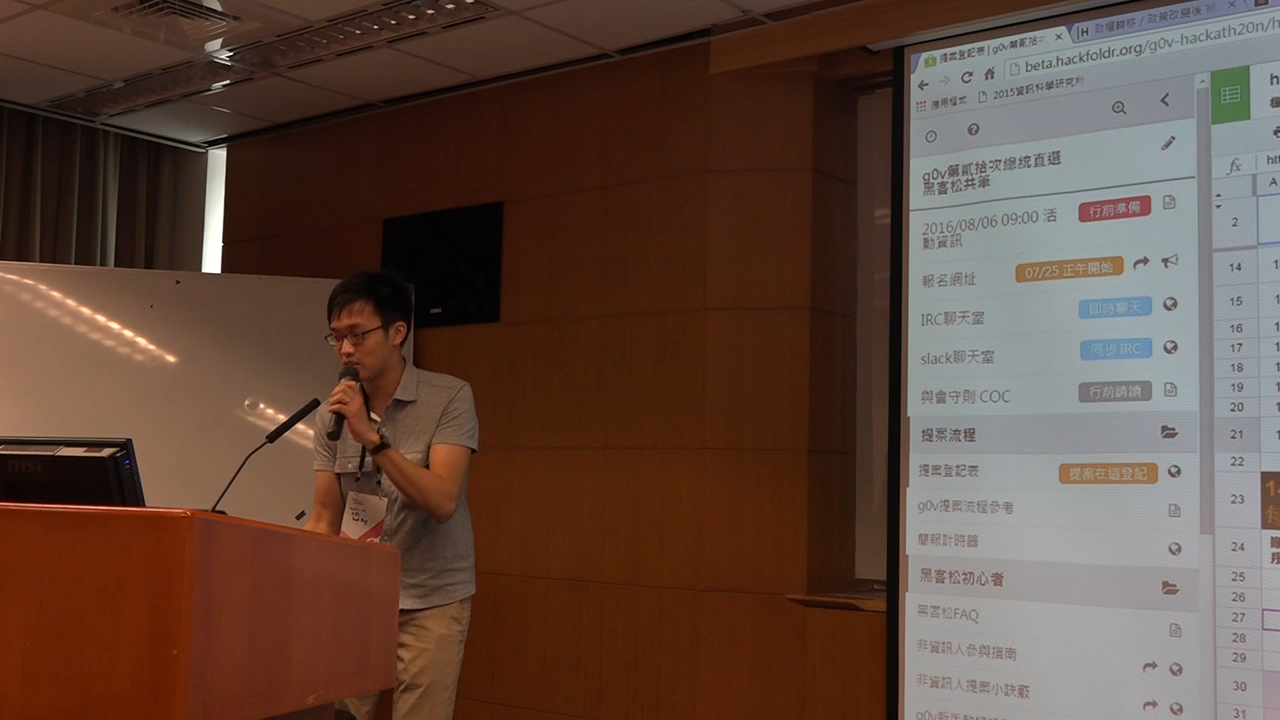 提案登記表 | g0v第貳拾次
H 政權轉移 / 政策改變後
beta.hackfoldr.org/g0v-hackath20n/h
應用程式
2015資訊科學研究所
g0v第貳拾次總統直選
黑客松共筆
2016/08/06 09:00 活
動資訊
行前準備
報名網址
07/25 正午開始
IRC聊天室
即時聊天
slack聊天室
同步 IRC
與會守則 COC
行前請讀
提案流程
提案登記表
提案在這登記
g0v提案流程參考
簡報計時器
黑客松初心者
黑客松FAQ
非資訊人參與指南
非資訊人提案小訣竅
fx
A
2
14
15
16
17
18
19
20
21
22
23
24
25
26
27
28
29
30
31
msi